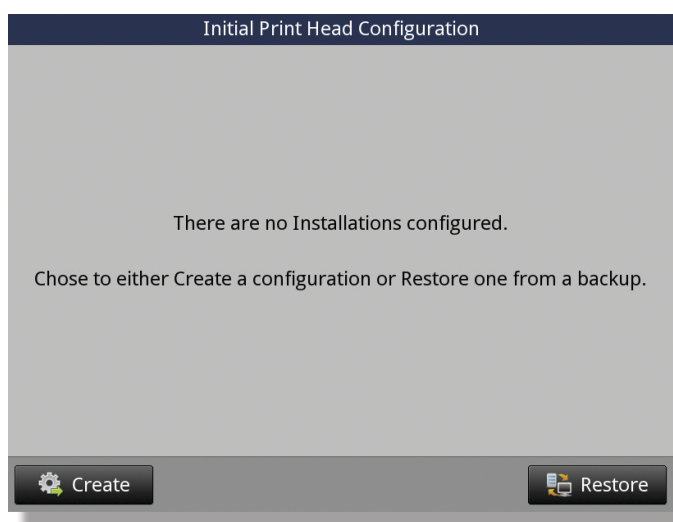 Initial Print Head Configuration
There are no Installations configured.
Chose to either Create a configuration or Restore one from a backup.
Create
Restore